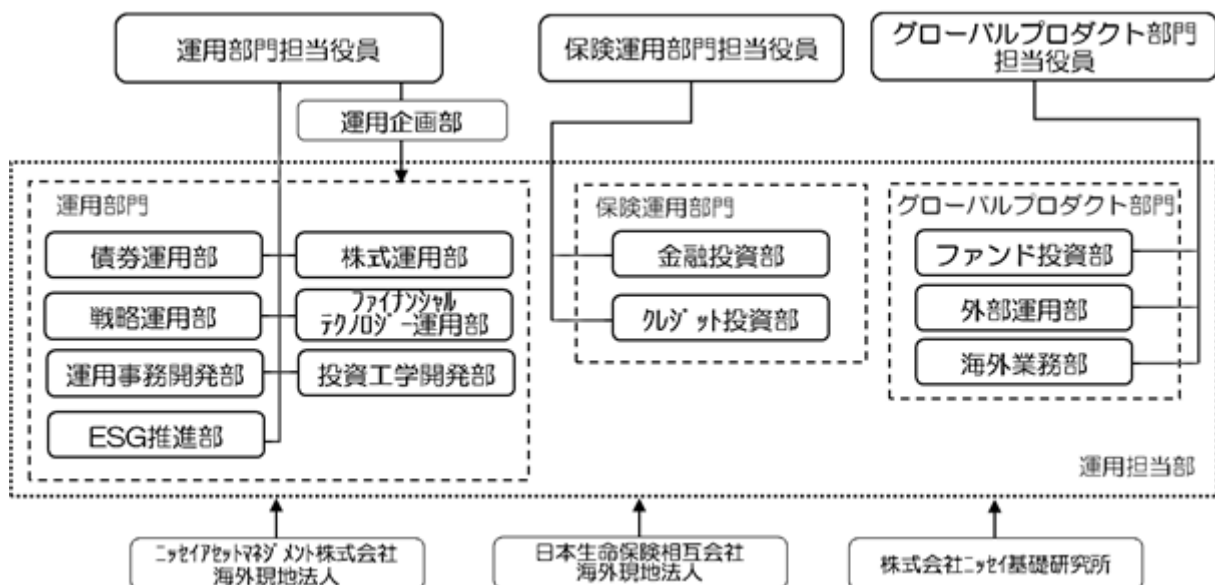 運用部門担当役員
保険運用部門担当役員
グローバルプロダクト部門
担当役員
運用企画部
運用部門
保険運用部門
グローバルプロダクト部門
債券運用部
株式運用部
金融投資部
ファンド投資部
戦略運用部
ファイナンシャル
テクノロジー運用部
クレジット投資部
外部運用部
運用事務開発部
投資工学開発部
海外業務部
ESG推進部
運用担当部
ニッセイアセットマネジメント株式会社
海外現地法人
日本生命保険相互会社
海外現地法人
株式会社ニッセイ基礎研究所